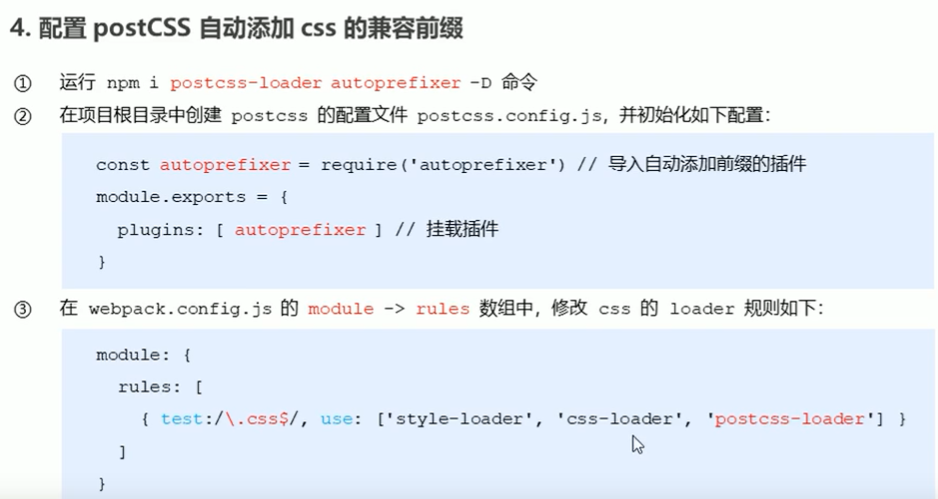 4. 配置 postCSS 自动添加 css 的兼容前缀
① 运行 npm i postcss-loader autoprefixer -D 命令
② 在项目根目录中创建 postcss 的配置文件 postcss.config.js，并初始化如下配置：
const autoprefixer = require('autoprefixer') // 导入自动添加前缀的插件
module.exports = {
plugins: [ autoprefixer ] // 挂载插件
}
③ 在 webpack.config.js 的 module -> rules 数组中，修改 css 的 loader 规则如下：
module: {
rules: [
{ test:/\.css$/, use: ['style-loader', 'css-loader', 'postcss-loader'] }
]
}